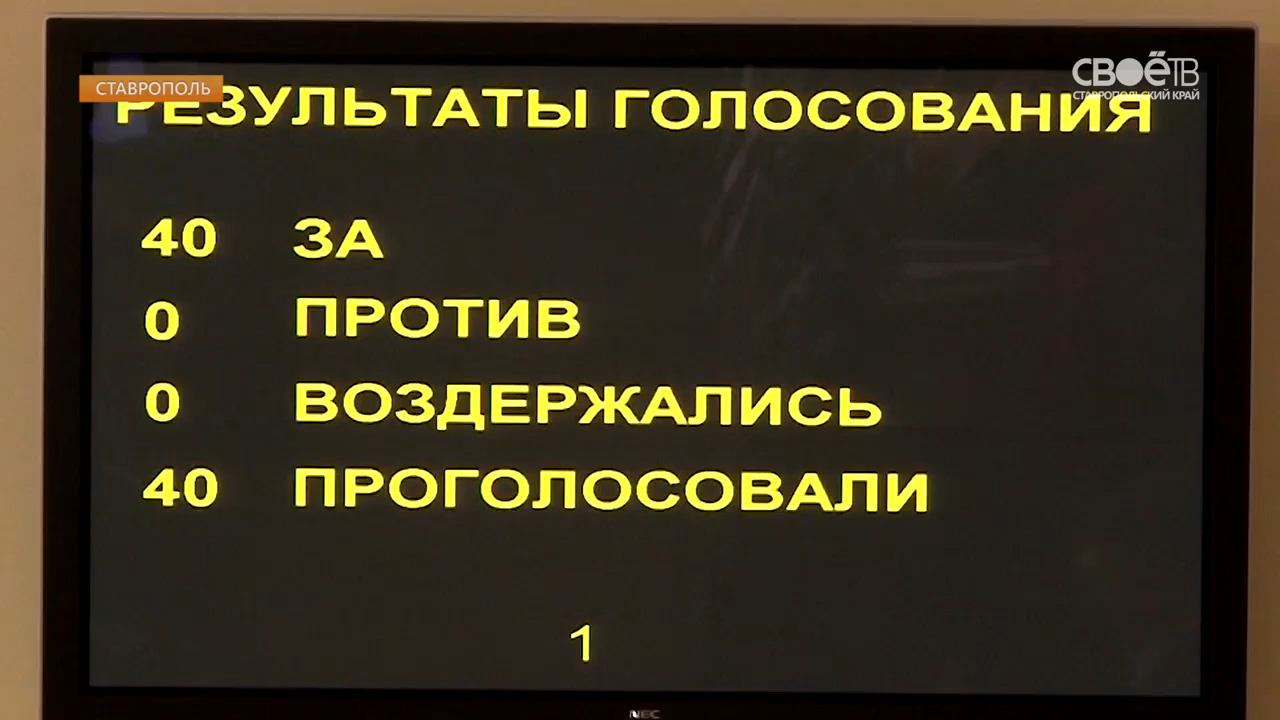 СТАВРОПОЛЬ
СВОЁТВ
СТАВРОПОЛЬСКИЙ КРАЙ
РЕЗУЛЬТАТЫ ГОЛОСОВАНИЯ
40 ЗА
0 ПРОТИВ
0 ВОЗДЕРЖАЛИСЬ
40 ПРОГОЛОСОВАЛИ
1
NEC